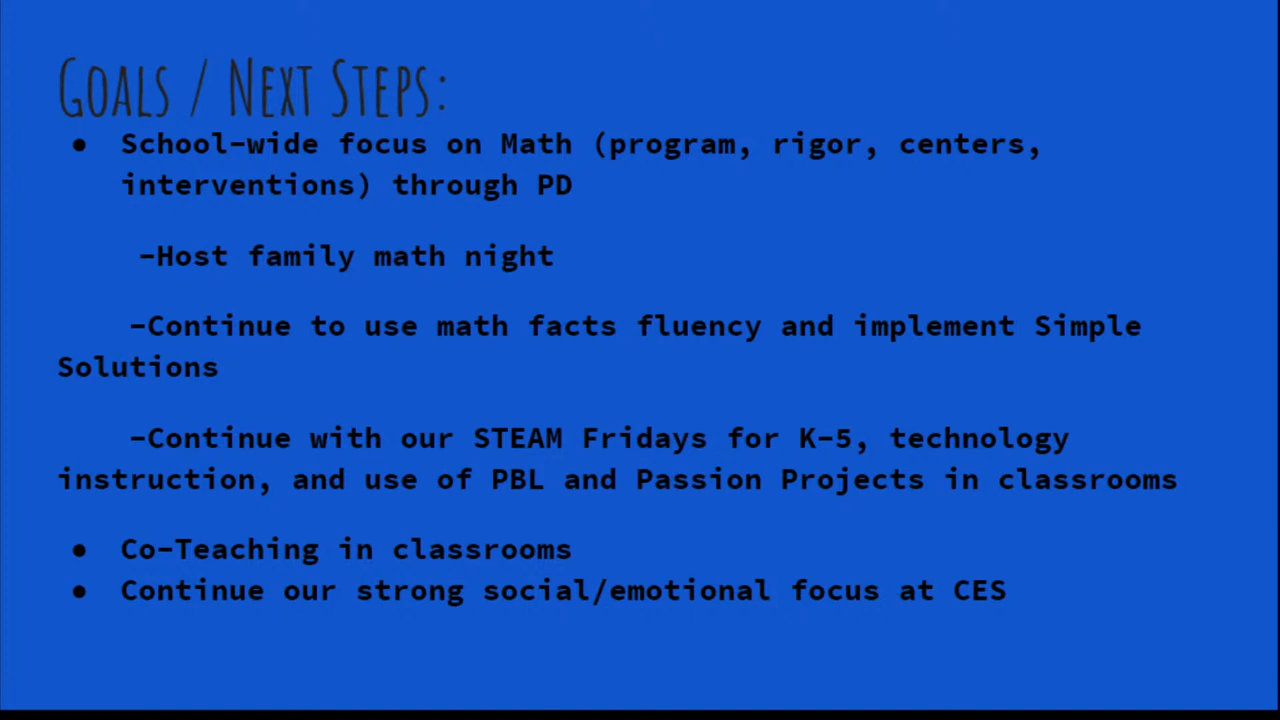 Goals / Next Steps:
● School-wide focus on Math (program, rigor, centers,
interventions) through PD
-Host family math night
-Continue to use math facts fluency and implement Simple
Solutions
-Continue with our STEAM Fridays for K-5, technology
instruction, and use of PBL and Passion Projects in classrooms
● Co-Teaching in classrooms
● Continue our strong social/emotional focus at CES